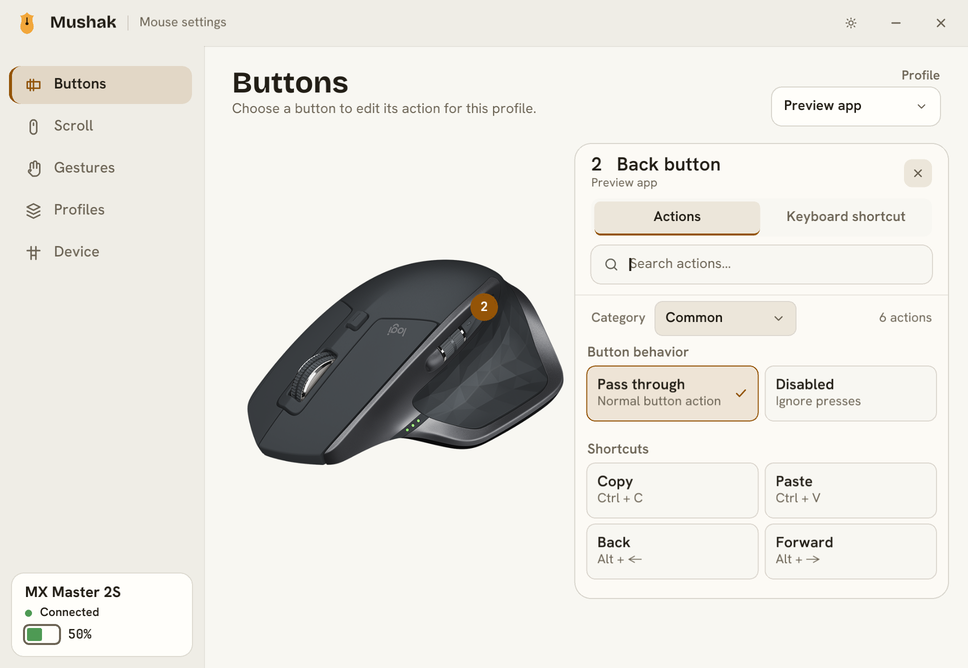 Mushak
Mouse settings
Buttons
Scroll
Gestures
Profiles
Device
MX Master 2S
Connected
50%
Buttons
Choose a button to edit its action for this profile.
Profile
Preview app
logi
2
2 Back button
Preview app
Actions
Keyboard shortcut
Search actions...
Category
Common
6 actions
Button behavior
Pass through
Normal button action
Disabled
Ignore presses
Shortcuts
Copy
Ctrl + C
Paste
Ctrl + V
Back
Alt + ←
Forward
Alt + →